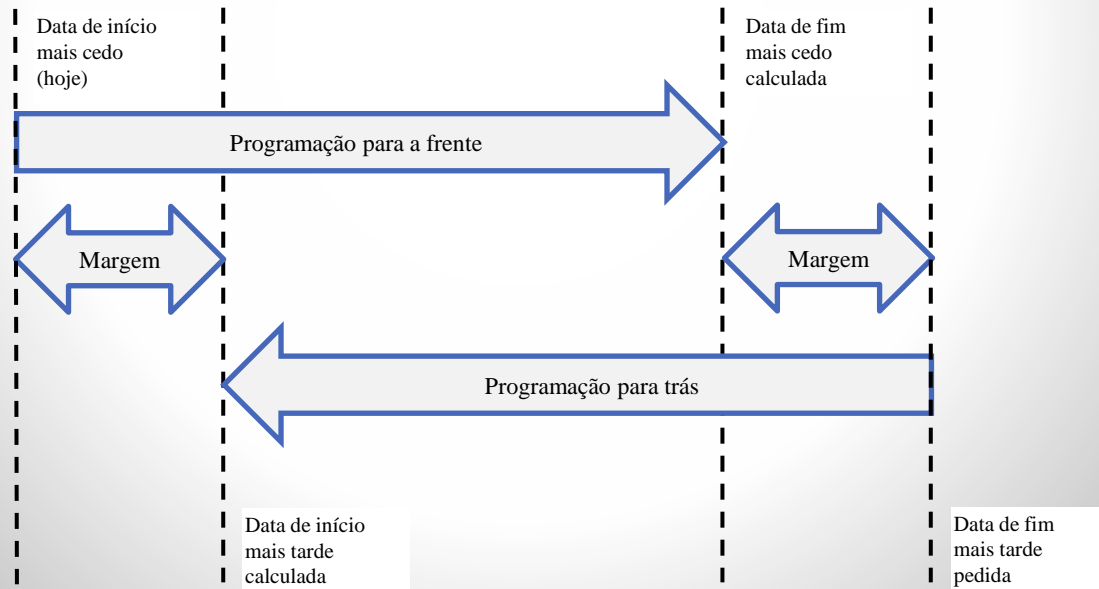 Data de início
mais cedo
(hoje)
Data de fim
mais cedo
calculada
Programação para a frente
Margem
Margem
Programação para trás
Data de início
mais tarde
calculada
Data de fim
mais tarde
pedida